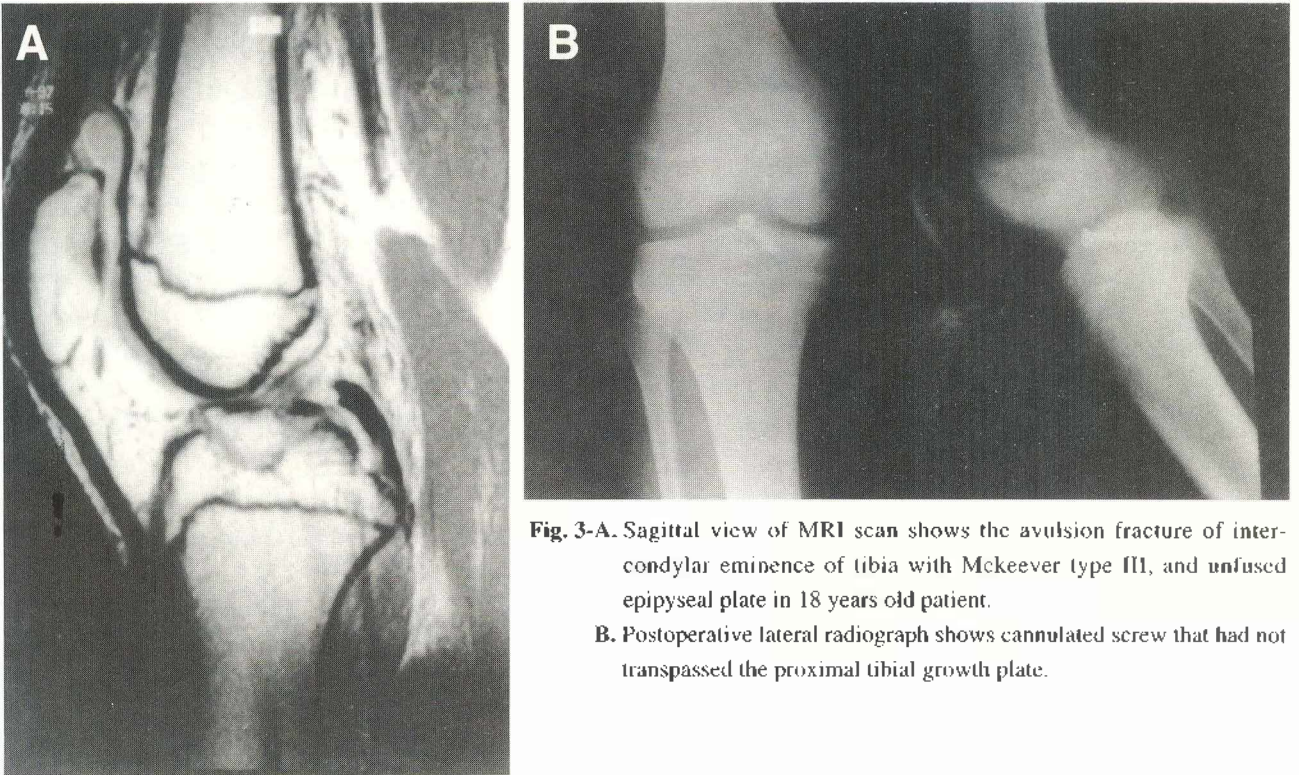 A
B
Fig. 3-A. Sagittal view of MRI scan shows the avulsion fracture of inter-
condylar eminence of tibia with Mckeever type III, and unfused
epipyseal plate in 18 years old patient.
B. Postoperative lateral radiograph shows cannulated screw that had not
transpassed the proximal tibial growth plate.